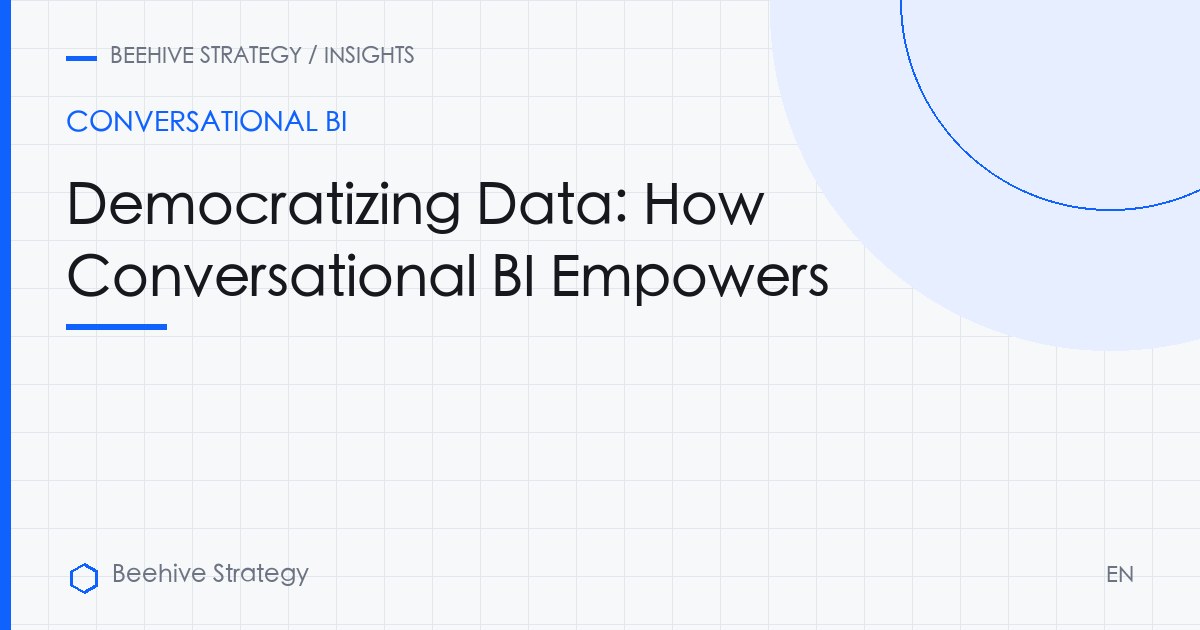 BEEHIVE STRATEGY / INSIGHTS
CONVERSATIONAL BI
Democratizing Data: How
Conversational BI Empowers
Beehive Strategy
EN